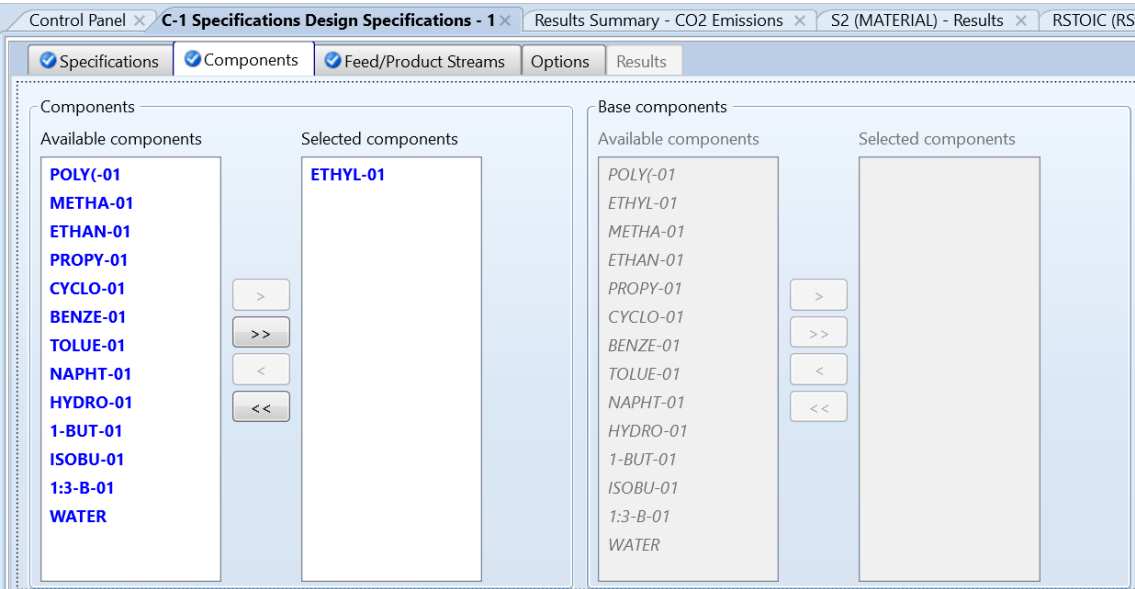 Control Panel × C-1 Specifications Design Specifications - 1 × Results Summary - CO2 Emissions × S2 (MATERIAL) - Results × RSTOIC (RS
Specifications Components Feed/Product Streams Options Results
Components
Available components
Selected components
POLY(-01
METHA-01
ETHAN-01
PROPY-01
CYCLO-01
BENZE-01
TOLUE-01
NAPHT-01
HYDRO-01
1-BUT-01
ISOBU-01
1:3-B-01
WATER
>
>>
<
<<
ETHYL-01
Base components
Available components
Selected components
POLY(-01
ETHYL-01
METHA-01
ETHAN-01
PROPY-01
CYCLO-01
BENZE-01
TOLUE-01
NAPHT-01
HYDRO-01
1-BUT-01
ISOBU-01
1:3-B-01
WATER
>
>>
<
<<